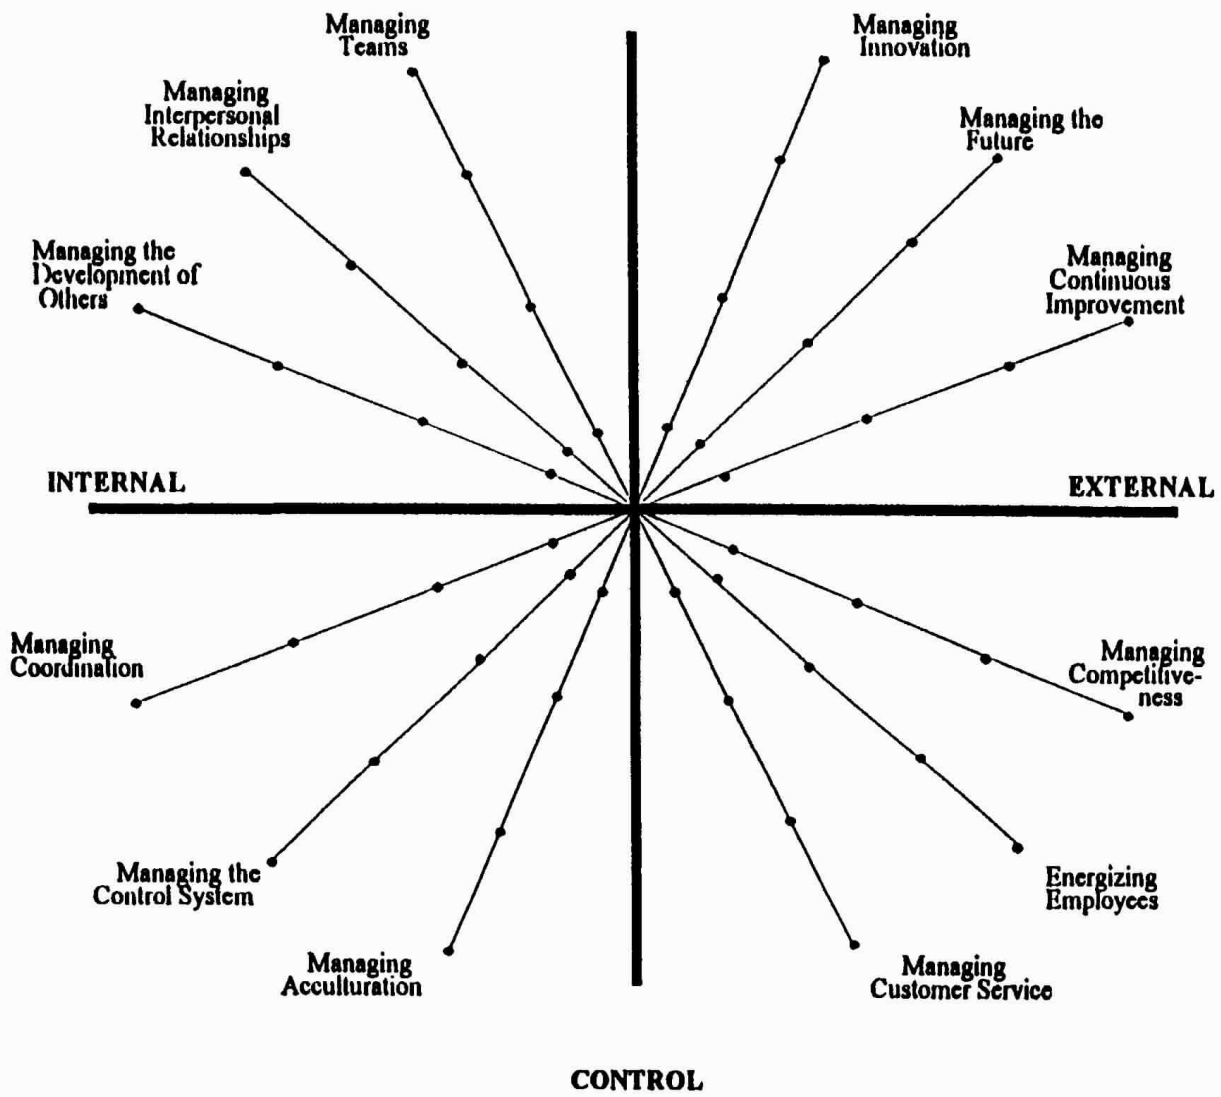 Managing
Teams
Managing
Innovation
Managing
Interpersonal
Relationships
Managing the
Future
Managing the
Development of
Others
Managing
Continuous
Improvement
INTERNAL
EXTERNAL
Managing
Coordination
Managing
Competitive-
ness
Managing the
Control System
Energizing
Employees
Managing
Acculturation
Managing
Customer Service
CONTROL